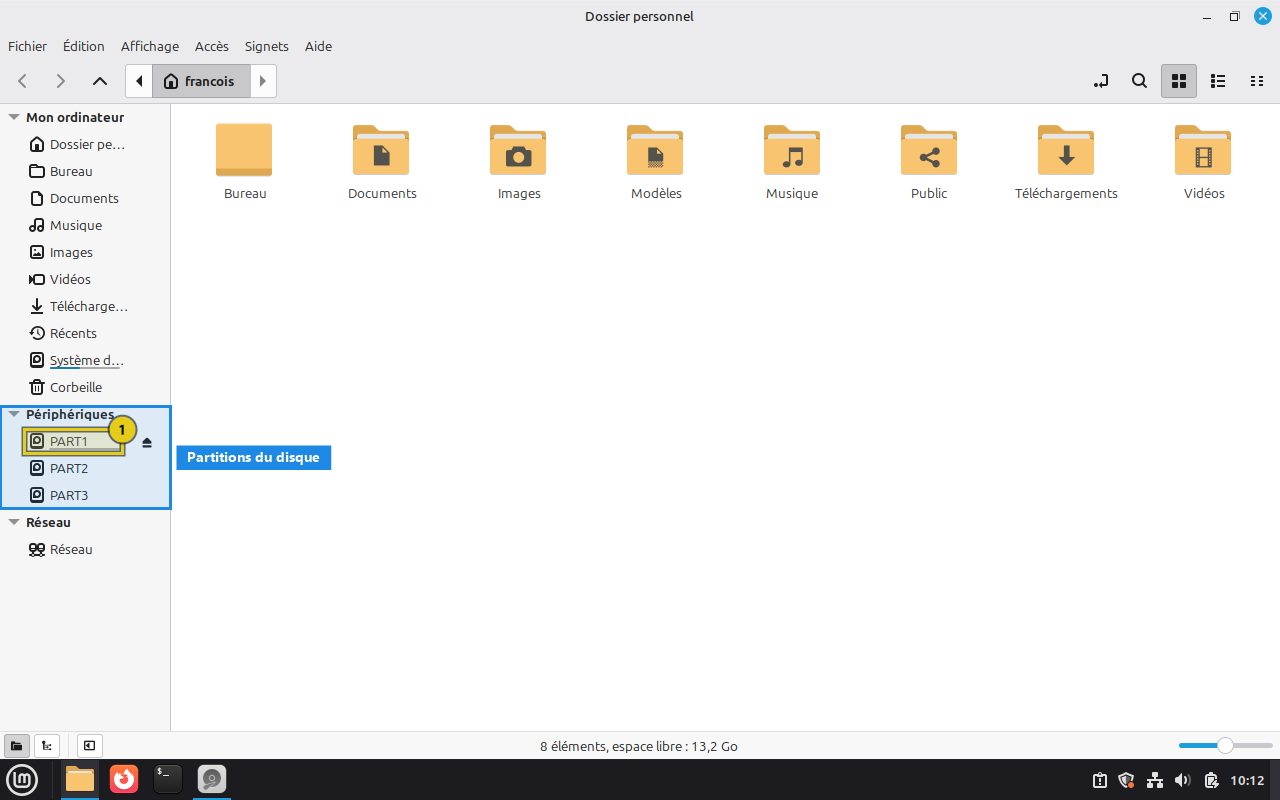 Dossier personnel
Fichier Édition Affichage Accès Signets Aide
francois
Mon ordinateur
Dossier pe…
Bureau
Documents
Musique
Images
Vidéos
Télécharge…
Récents
Système d…
Corbeille
Périphériques
1
PART1
PART2
PART3
Réseau
Réseau
Partitions du disque
Bureau Documents Images Modèles Musique Public Téléchargements Vidéos
8 éléments, espace libre : 13,2 Go
$_
10:12